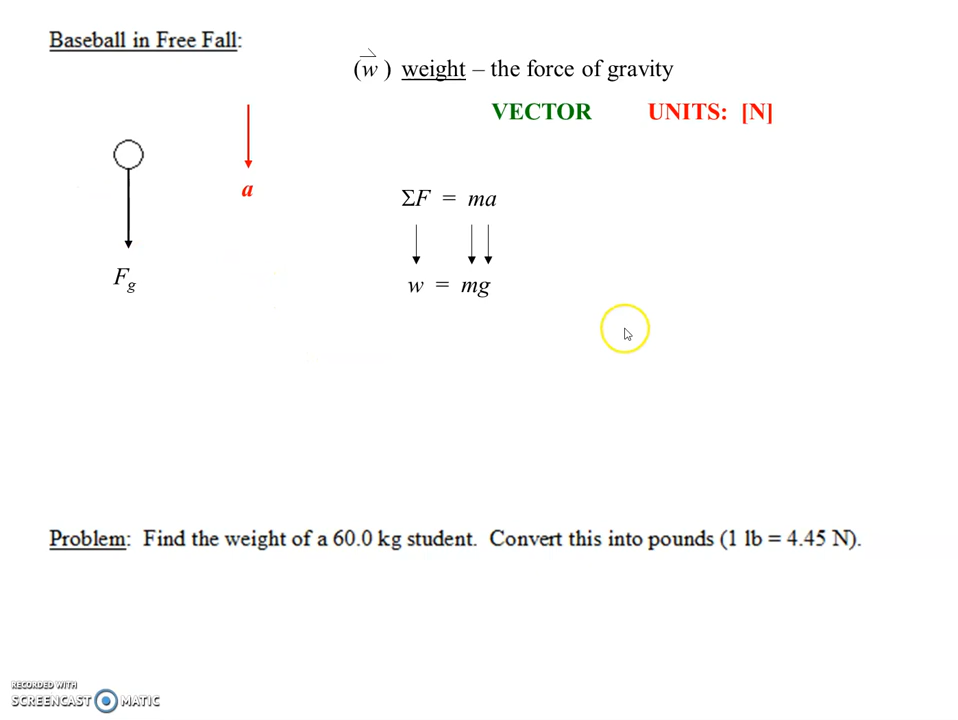 Baseball in Free Fall:
(w) weight – the force of gravity
VECTOR UNITS: [N]
a
ΣF = ma
F_g
w = mg
Problem: Find the weight of a 60.0 kg student. Convert this into pounds (1 lb = 4.45 N).
RECORDED WITH
SCREENCAST MATIC